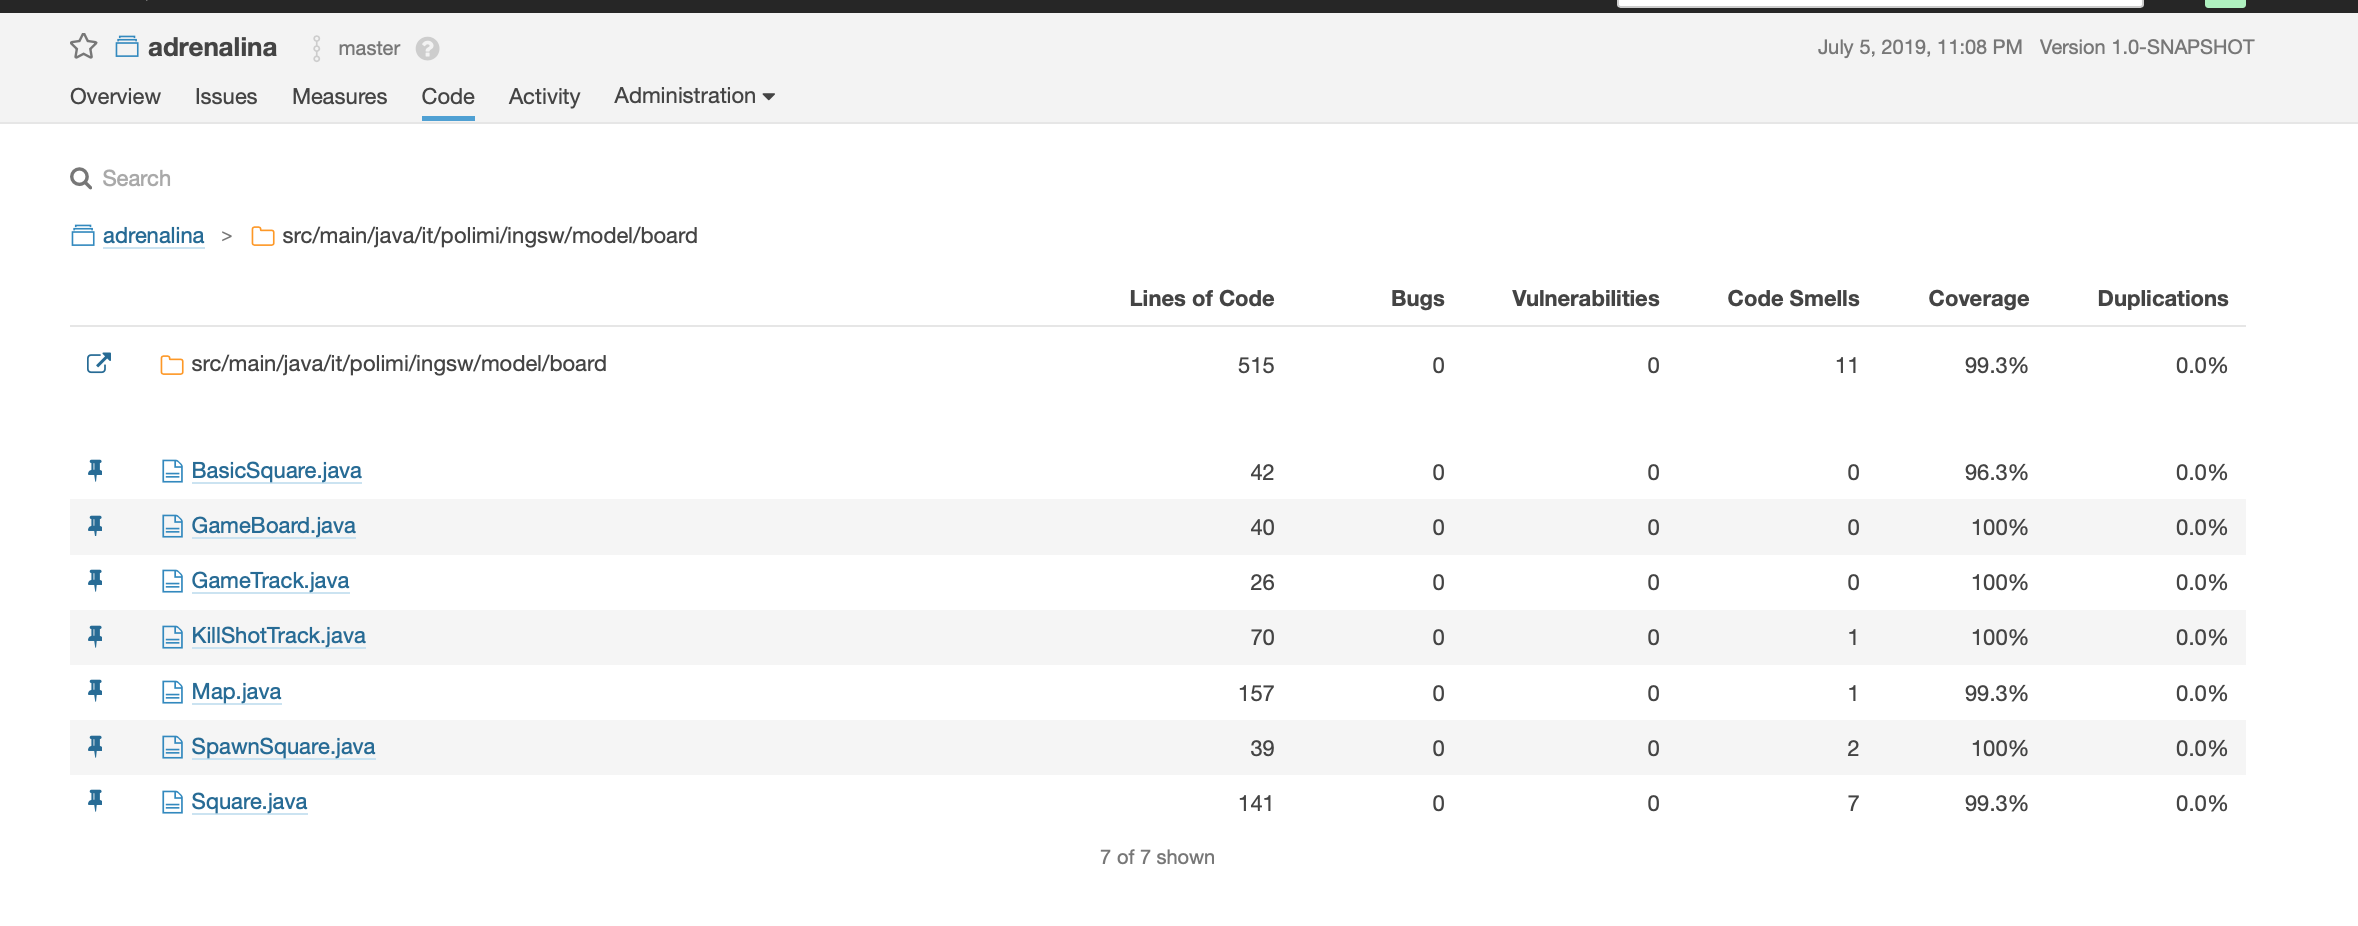 adrenalina master ? July 5, 2019, 11:08 PM Version 1.0-SNAPSHOT
Overview Issues Measures Code Activity Administration
Search
adrenalina > src/main/java/it/polimi/ingsw/model/board
Lines of Code Bugs Vulnerabilities Code Smells Coverage Duplications
src/main/java/it/polimi/ingsw/model/board 515 0 0 11 99.3% 0.0%
BasicSquare.java 42 0 0 0 96.3% 0.0%
GameBoard.java 40 0 0 0 100% 0.0%
GameTrack.java 26 0 0 0 100% 0.0%
KillShotTrack.java 70 0 0 1 100% 0.0%
Map.java 157 0 0 1 99.3% 0.0%
SpawnSquare.java 39 0 0 2 100% 0.0%
Square.java 141 0 0 7 99.3% 0.0%
7 of 7 shown